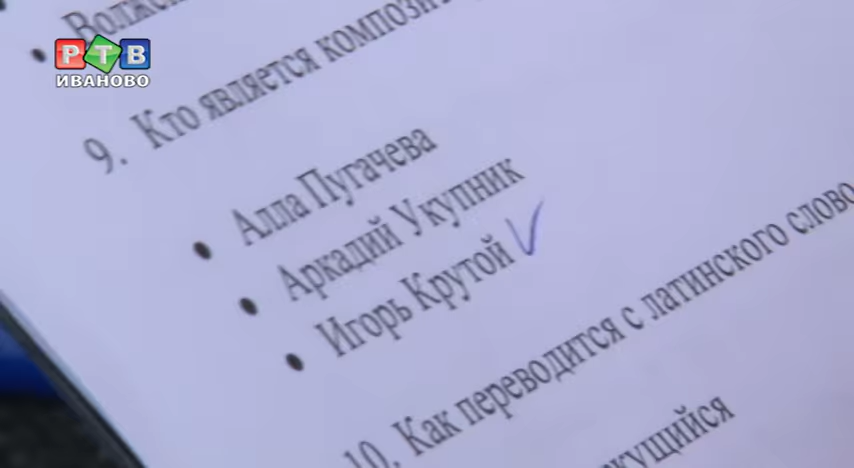 РТВ
ИВАНОВО
9. Кто является
Алла Пугачева
Аркадий Укупник
Игорь Крутой
10. Как переводится с латинского слово